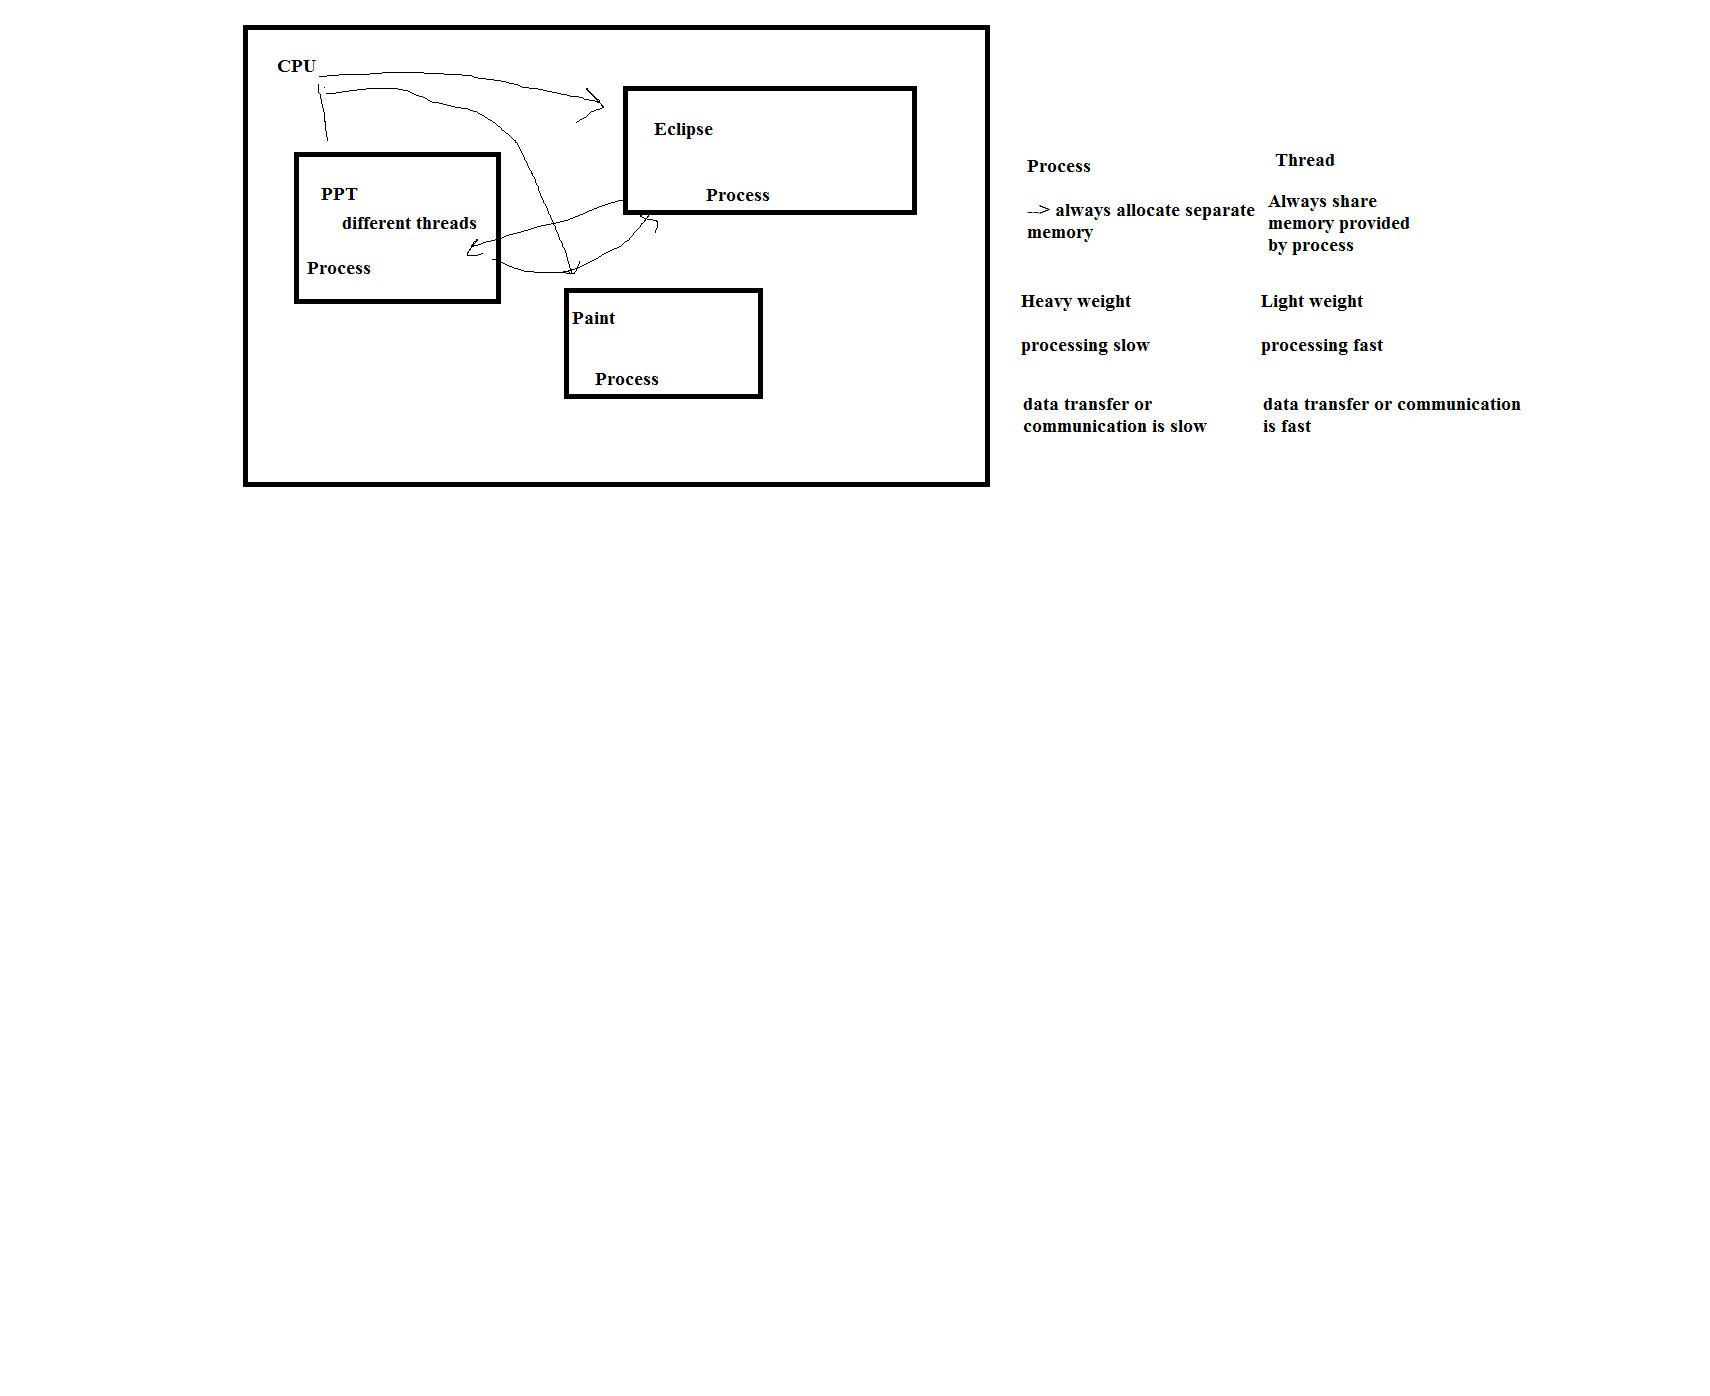 CPU
Eclipse
Process
PPT
different threads
Process
Paint
Process
Process
--> always allocate separate
memory
Heavy weight
processing slow
data transfer or
communication is slow
Thread
Always share
memory provided
by process
Light weight
processing fast
data transfer or communication
is fast